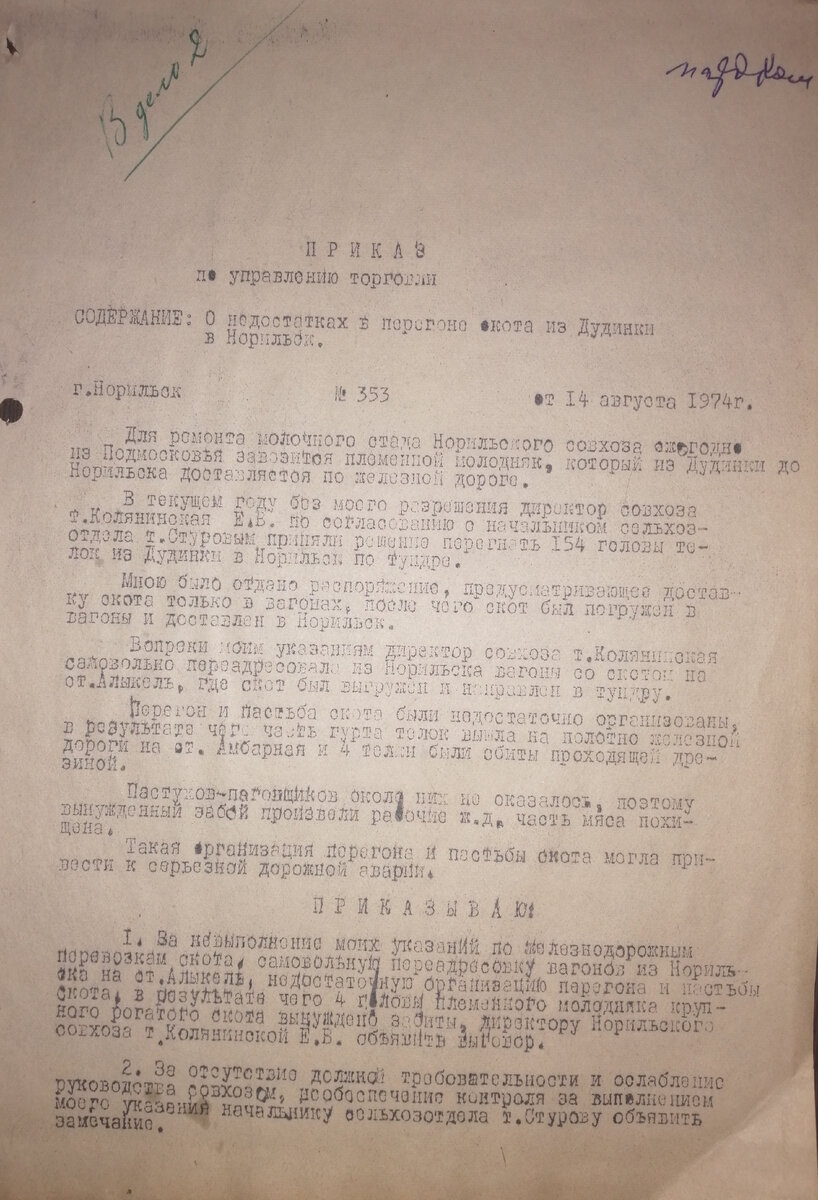 В дело 2
П Р И К А З
по управлению торговли
СОДЕРЖАНИЕ: О недостатках в перегоне скота из Дудинки
в Норильск.
г.Норильск № 353 от 14 августа 1974г.
Для ремонта молочного стада Норильского совхоза ежегодно
из Подмосковья завозится племенной молодняк, который из Дудинки до
Норильска доставляется по железной дороге.
В текущем году без моего разрешения директор совхоза
т.Колянинская Е.Б. по согласованию с начальником сельхоз-
отдела т.Стуровым приняли решение перегнать 154 головы те-
лок из Дудинки в Норильск по тундре.
Мною было отдано распоряжение, предусматривающее достав-
ку скота только в вагонах, после чего скот был погружен в
вагоны и доставлен в Норильск.
Вопреки моим указаниям директор совхоза т.Колянинская
самовольно переадресовала из Норильска вагоны со скотом на
ст.Алыкель, где скот был выгружен и направлен в тундру.
Перегон и пастьба скота были недостаточно организованы,
в результате чего часть гурта телок вышла на полотно железной
дороги на ст. Амбарная и 4 телки были сбиты проходящей дре-
зиной.
Пастухов-пагонщиков около них не оказалось, поэтому
вынужденный забой произвели рабочие ж.д. часть мяса похи-
щена.
Такая организация перегона и пастьбы скота могла при-
вести к серьезной дорожной аварии.
П Р И К А З Ы В А Ю:
1. За невыполнение моих указаний по железнодорожным
перевозкам скота, самовольную переадресовку вагонов из Нориль-
ска на ст.Алыкель, недостаточную организацию перегона и пастьбы
скота, в результате чего 4 головы племенного молодняка круп-
ного рогатого скота вынуждено забиты, директору Норильского
совхоза т.Колянинской Е.Б. объявить выговор.
2. За отсутствие должной требовательности и ослабление
руководства совхозом, необеспечение контроля за выполнением
моего указания начальнику сельхозотдела т.Стурову объявить
замечание.